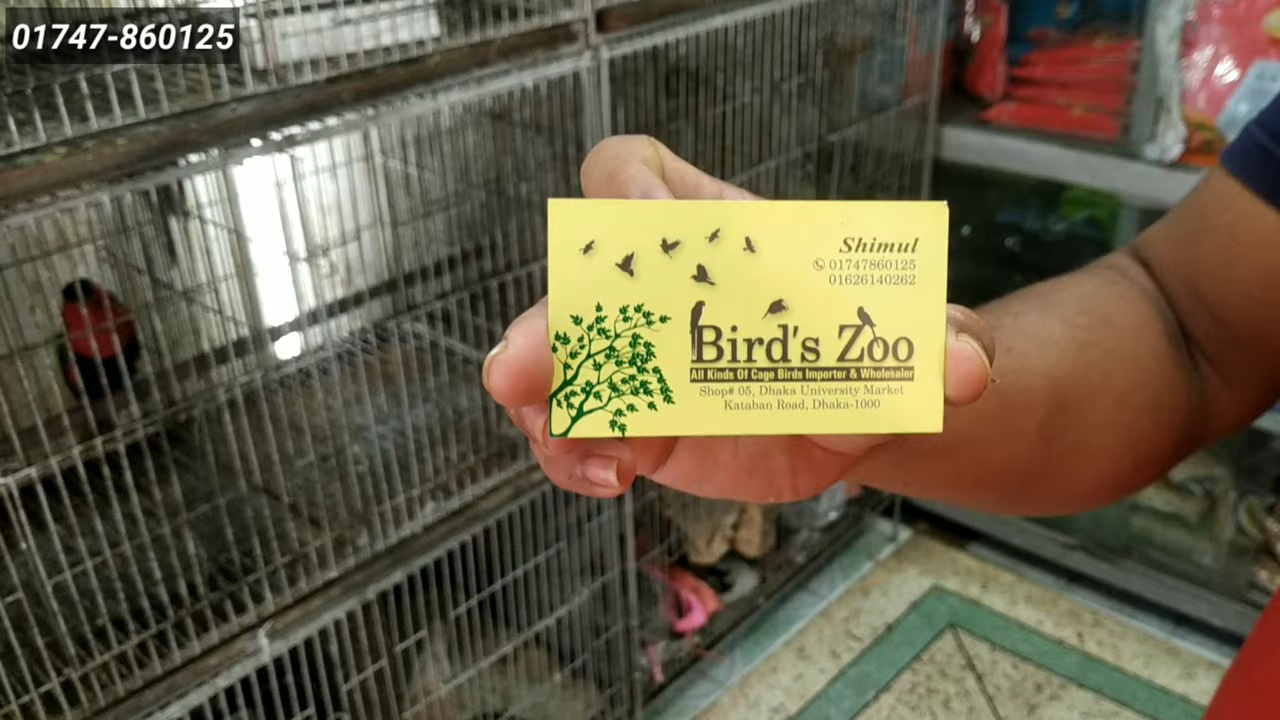 01747-860125
Shimul
01747860125
01626140262
Bird's Zoo
All Kinds Of Cage Birds Importer & Wholesaler
Shop# 05, Dhaka University Market
Kataban Road, Dhaka-1000